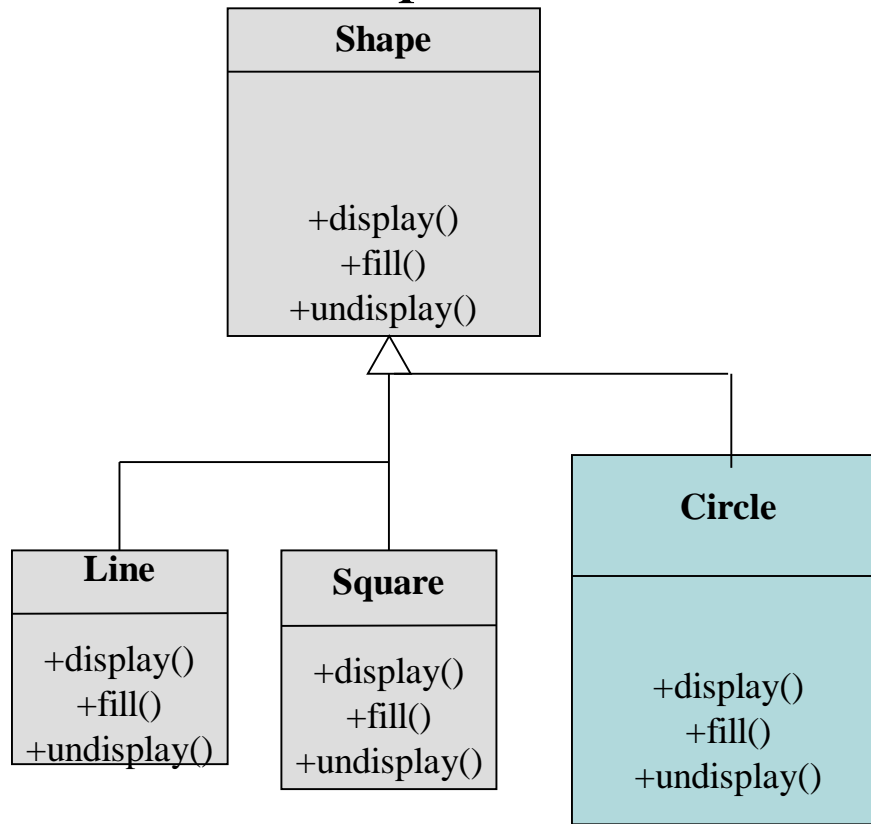 Shape
+display()
+fill()
+undisplay()
Line
+display()
+fill()
+undisplay()
Square
+display()
+fill()
+undisplay()
Circle
+display()
+fill()
+undisplay()